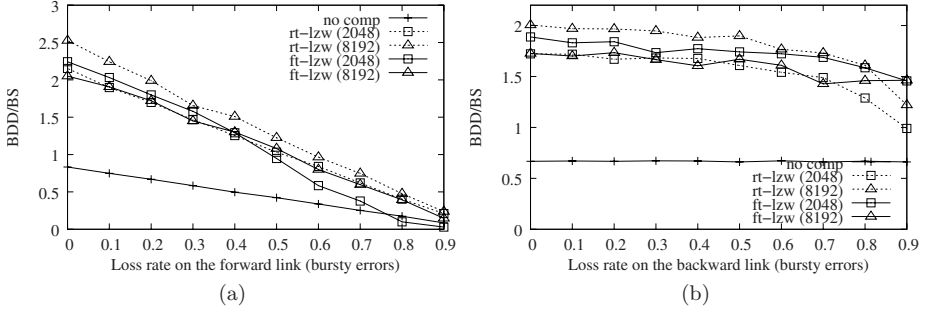 BDD/BS
3
2.5
2
1.5
1
0.5
0
no comp
rt−lzw (2048)
rt−lzw (8192)
ft−lzw (2048)
ft−lzw (8192)
0 0.1 0.2 0.3 0.4 0.5 0.6 0.7 0.8 0.9
Loss rate on the forward link (bursty errors)
(a)
BDD/BS
2
1.5
1
0.5
0
no comp
rt−lzw (2048)
rt−lzw (8192)
ft−lzw (2048)
ft−lzw (8192)
0 0.1 0.2 0.3 0.4 0.5 0.6 0.7 0.8 0.9
Loss rate on the backward link (bursty errors)
(b)